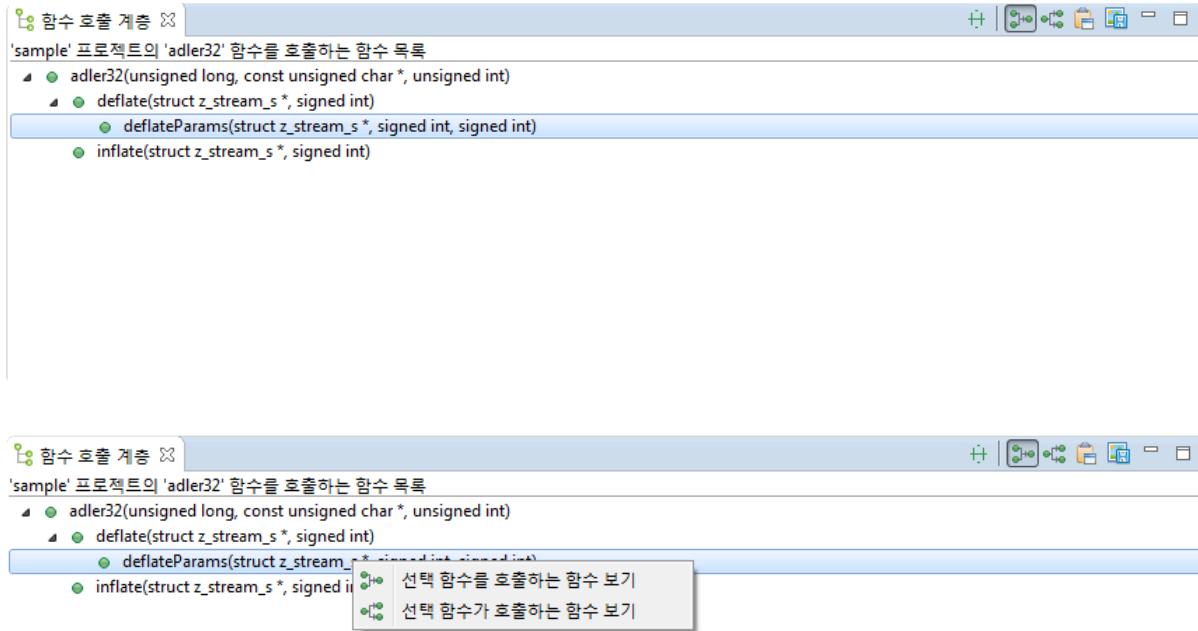 함수 호출 계층
'sample' 프로젝트의 'adler32' 함수를 호출하는 함수 목록
adler32(unsigned long, const unsigned char *, unsigned int)
deflate(struct z_stream_s *, signed int)
deflateParams(struct z_stream_s *, signed int, signed int)
inflate(struct z_stream_s *, signed int)
함수 호출 계층
'sample' 프로젝트의 'adler32' 함수를 호출하는 함수 목록
adler32(unsigned long, const unsigned char *, unsigned int)
deflate(struct z_stream_s *, signed int)
deflateParams(struct z_stream_s *, signed int, signed int)
inflate(struct z_stream_s *, signed
선택 함수를 호출하는 함수 보기
선택 함수가 호출하는 함수 보기